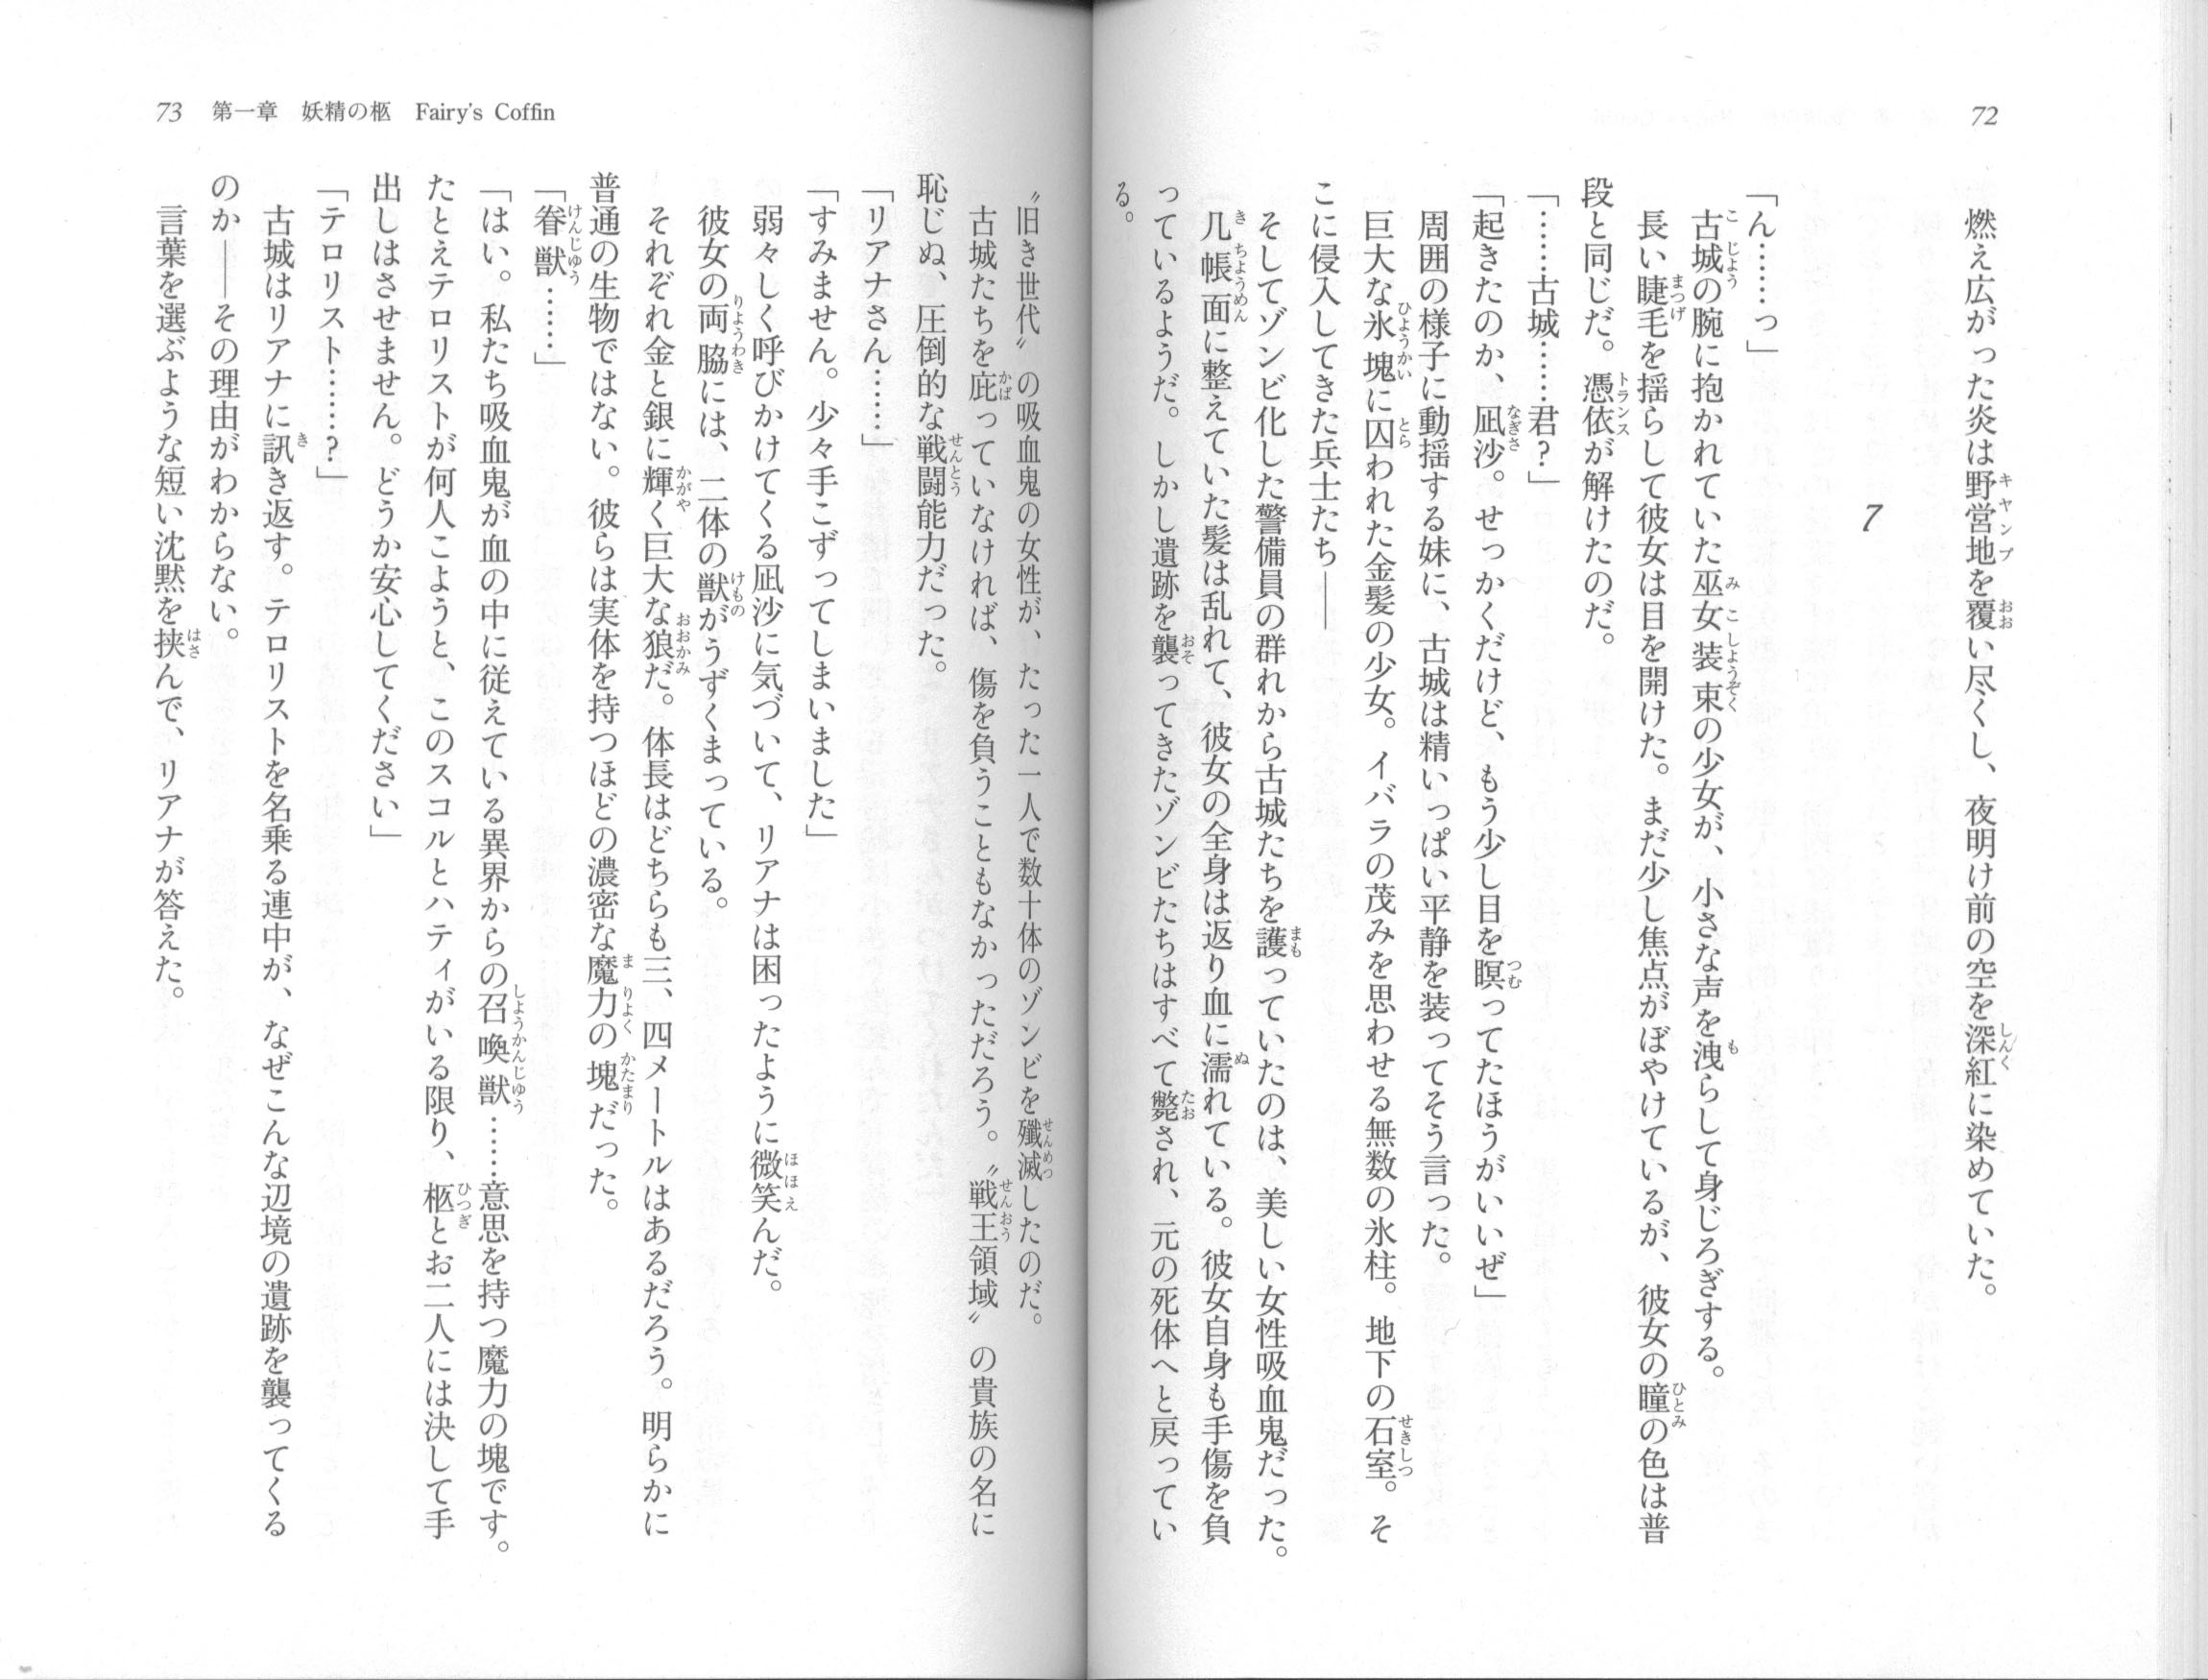 72
燃え広がった炎は野営地を覆い尽くし、夜明け前の空を深紅に染めていた。
7
「ん……っ」
古城の腕に抱かれていた巫女装束の少女が、小さな声を洩らして身じろぎする。
長い睫毛を揺らして彼女は目を開けた。まだ少し焦点がぼやけているが、彼女の瞳の色は普
段と同じだ。憑依が解けたのだ。
「……古城……君?」
「起きたのか、凪沙。せっかくだけど、もう少し目を瞑ってたほうがいいぜ」
周囲の様子に動揺する妹に、古城は精いっぱい平静を装ってそう言った。
巨大な氷塊に囚われた金髪の少女。イバラの茂みを思わせる無数の氷柱。地下の石室。そ
こに侵入してきた兵士たち――
そしてゾンビ化した警備員の群れから古城たちを護っていたのは、美しい女性吸血鬼だった。
几帳面に整えていた髪は乱れて、彼女の全身は返り血に濡れている。彼女自身も手傷を負
っているようだ。しかし遺跡を襲ってきたゾンビたちはすべて斃され、元の死体へと戻ってい
る。
〝旧き世代〟の吸血鬼の女性が、たった一人で数十体のゾンビを殲滅したのだ。
古城たちを庇っていなければ、傷を負うこともなかっただろう。〝戦王領域〟の貴族の名に
恥じぬ、圧倒的な戦闘能力だった。
「リアナさん……」
「すみません。少々手こずってしまいました」
弱々しく呼びかけてくる凪沙に気づいて、リアナは困ったように微笑んだ。
彼女の両脇には、二体の獣がうずくまっている。
それぞれ金と銀に輝く巨大な狼だ。体長はどちらも三、四メートルはあるだろう。明らかに
普通の生物ではない。彼らは実体を持つほどの濃密な魔力の塊だった。
「眷獣……」
「はい。私たち吸血鬼が血の中に従えている異界からの召喚獣……意思を持つ魔力の塊です。
たとえテロリストが何人こようと、このスコルとハティがいる限り、柩とお二人には決して手
出しはさせません。どうか安心してください」
「テロリスト……?」
古城はリアナに訊き返す。テロリストを名乗る連中が、なぜこんな辺境の遺跡を襲ってくる
のか――その理由がわからない。
言葉を選ぶような短い沈黙を挟んで、リアナが答えた。
73 第一章 妖精の柩 Fairy's Coffin